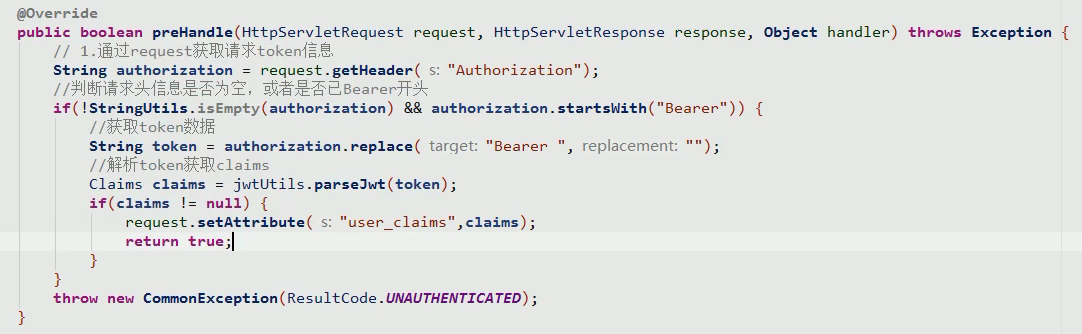 @Override
public boolean preHandle(HttpServletRequest request, HttpServletResponse response, Object handler) throws Exception {
// 1.通过request获取请求token信息
String authorization = request.getHeader( s: "Authorization");
//判断请求头信息是否为空，或者是否已Bearer开头
if(!StringUtils.isEmpty(authorization) && authorization.startsWith("Bearer")) {
//获取token数据
String token = authorization.replace( target: "Bearer ", replacement: "");
//解析token获取claims
Claims claims = jwtUtils.parseJwt(token);
if(claims != null) {
request.setAttribute( s: "user_claims",claims);
return true;
}
}
throw new CommonException(ResultCode.UNAUTHENTICATED);
}